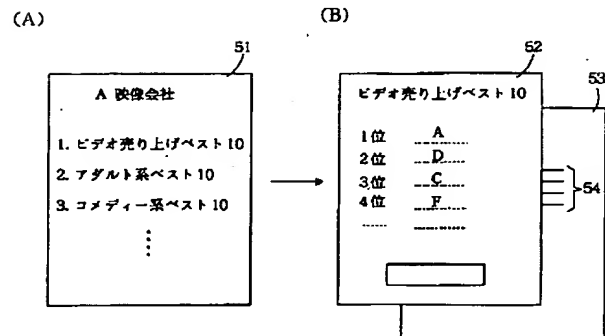 (A)
51
A 映像会社
1. ビデオ売り上げベスト10
2. アダルト系ベスト10
3. コメディー系ベスト10
(B)
52
53
ビデオ売り上げベスト10
1位 A
2位 D
3位 C
4位 F
54